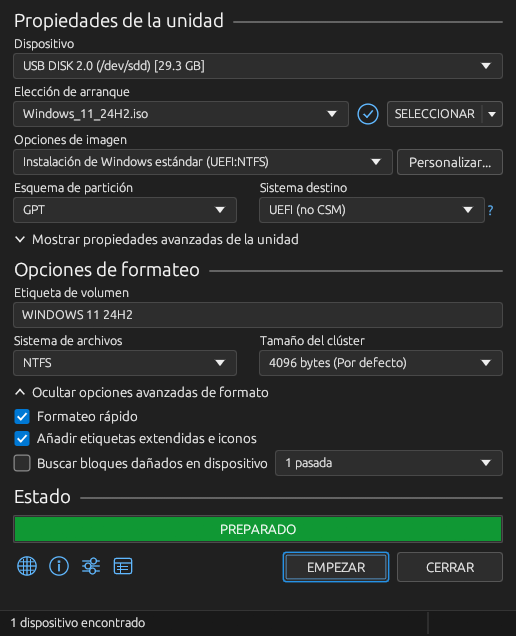 Propiedades de la unidad
Dispositivo
USB DISK 2.0 (/dev/sdd) [29.3 GB]
Elección de arranque
Windows_11_24H2.iso
SELECCIONAR
Opciones de imagen
Instalación de Windows estándar (UEFI:NTFS)
Personalizar...
Esquema de partición
Sistema destino
GPT
UEFI (no CSM)
?
Mostrar propiedades avanzadas de la unidad
Opciones de formateo
Etiqueta de volumen
WINDOWS 11 24H2
Sistema de archivos
Tamaño del clúster
NTFS
4096 bytes (Por defecto)
Ocultar opciones avanzadas de formato
Formateo rápido
Añadir etiquetas extendidas e iconos
Buscar bloques dañados en dispositivo
1 pasada
Estado
PREPARADO
EMPEZAR
CERRAR
1 dispositivo encontrado